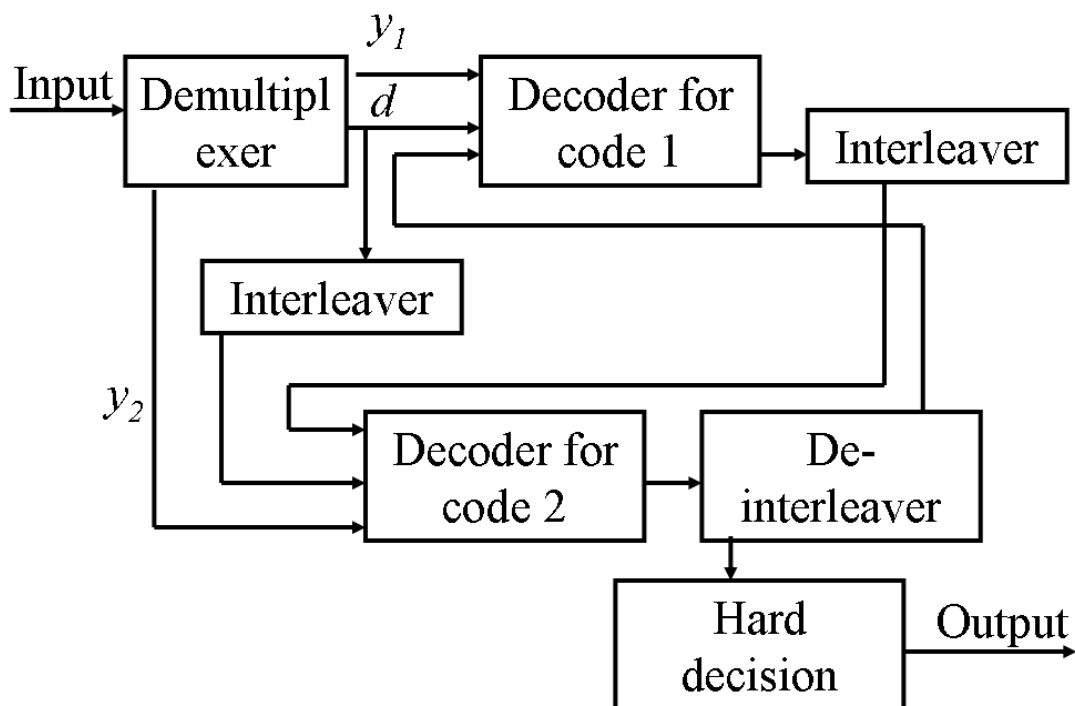 y1
Input
Demultipl
exer
d
Decoder for
code 1
Interleaver
Interleaver
y2
Decoder for
code 2
De-
interleaver
Hard
decision
Output